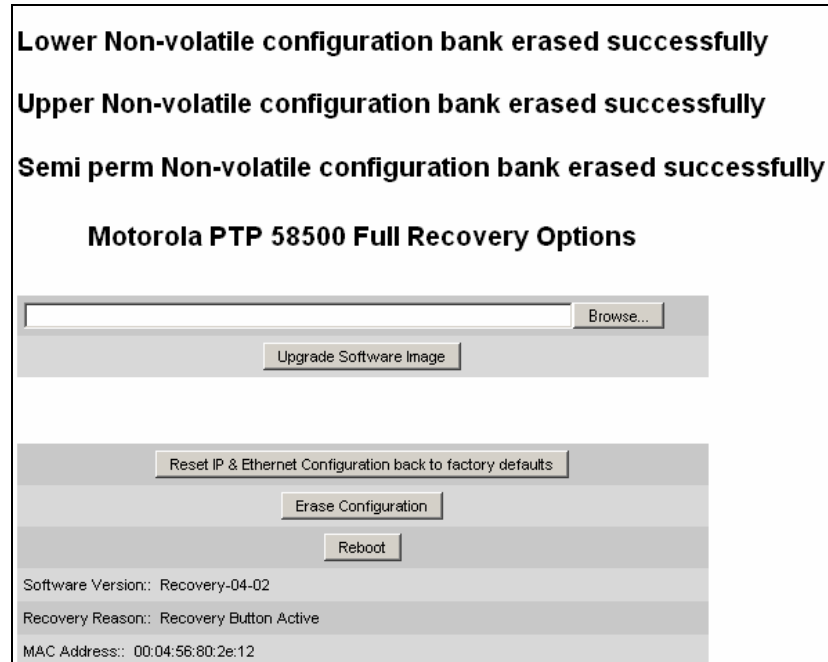 Lower Non-volatile configuration bank erased successfully
Upper Non-volatile configuration bank erased successfully
Semi perm Non-volatile configuration bank erased successfully
Motorola PTP 58500 Full Recovery Options
Browse...
Upgrade Software Image
Reset IP & Ethernet Configuration back to factory defaults
Erase Configuration
Reboot
Software Version:: Recovery-04-02
Recovery Reason:: Recovery Button Active
MAC Address:: 00:04:56:80:2e:12